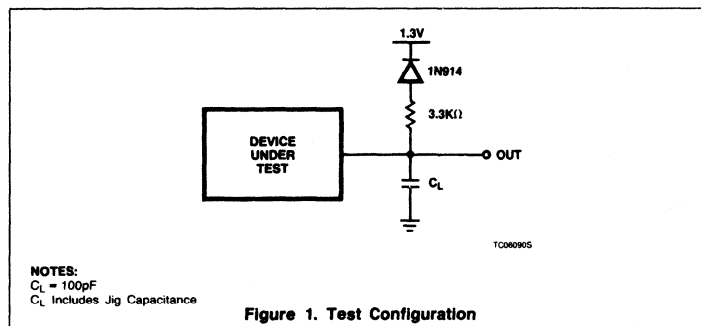 1.3V
1N914
3.3KΩ
DEVICE
UNDER
TEST
OUT
CL
TC06090S
NOTES:
CL = 100pF
CL Includes Jig Capacitance
Figure 1. Test Configuration